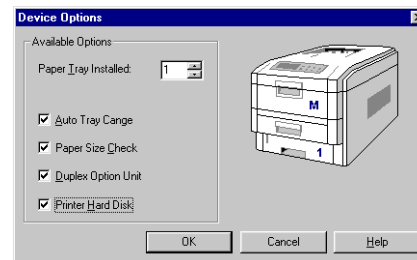 Device Options
Available Options
Paper Tray Installed:
1
Auto Tray Cange
Paper Size Check
Duplex Option Unit
Printer Hard Disk
M
1
OK
Cancel
Help